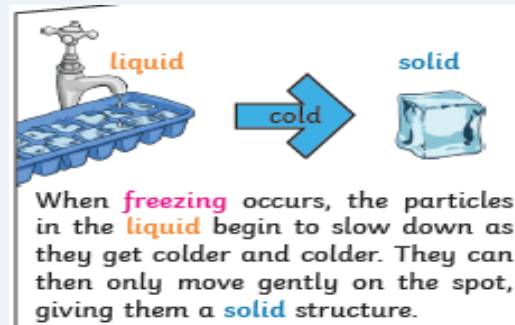 liquid
solid
cold
When freezing occurs, the particles
in the liquid begin to slow down as
they get colder and colder. They can
then only move gently on the spot,
giving them a solid structure.